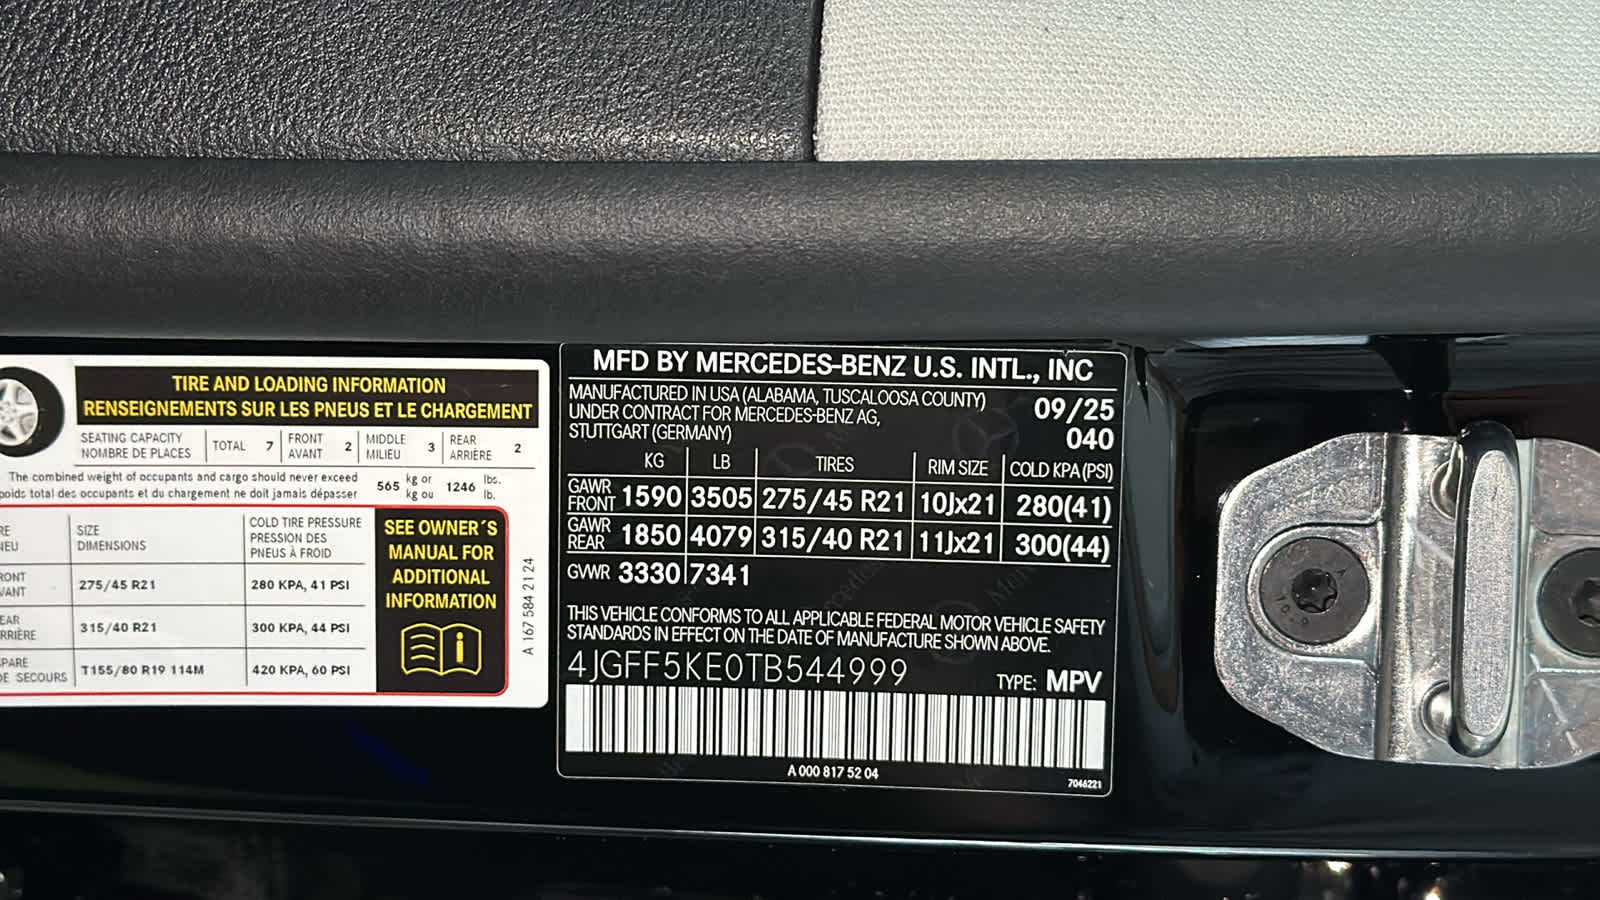 TIRE AND LOADING INFORMATION
RENSEIGNEMENTS SUR LES PNEUS ET LE CHARGEMENT
SEATING CAPACITY
NOMBRE DE PLACES
TOTAL 7
FRONT
AVANT 2
MIDDLE
MILIEU 3
REAR
ARRIÈRE 2
The combined weight of occupants and cargo should never exceed
poids total des occupants et du chargement ne doit jamais dépasser
565 kg or
kg ou
1246 lbs.
lb.
SIZE
DIMENSIONS
COLD TIRE PRESSURE
PRESSION DES
PNEUS À FROID
275/45 R21 280 KPA, 41 PSI
315/40 R21 300 KPA, 44 PSI
DE SECOURS
T155/80 R19 114M 420 KPA, 60 PSI
SEE OWNER´S
MANUAL FOR
ADDITIONAL
INFORMATION
A 167 584 21 24
MFD BY MERCEDES-BENZ U.S. INTL., INC
MANUFACTURED IN USA (ALABAMA, TUSCALOOSA COUNTY)
UNDER CONTRACT FOR MERCEDES-BENZ AG,
STUTTGART (GERMANY)
09/25
040
KG LB TIRES RIM SIZE COLD KPA(PSI)
GAWR
FRONT 1590 3505 275/45 R21 10Jx21 280(41)
GAWR
REAR 1850 4079 315/40 R21 11Jx21 300(44)
GVWR 3330 7341
THIS VEHICLE CONFORMS TO ALL APPLICABLE FEDERAL MOTOR VEHICLE SAFETY
STANDARDS IN EFFECT ON THE DATE OF MANUFACTURE SHOWN ABOVE.
4JGFF5KE0TB544999
TYPE: MPV
A 000 817 52 04
7046221